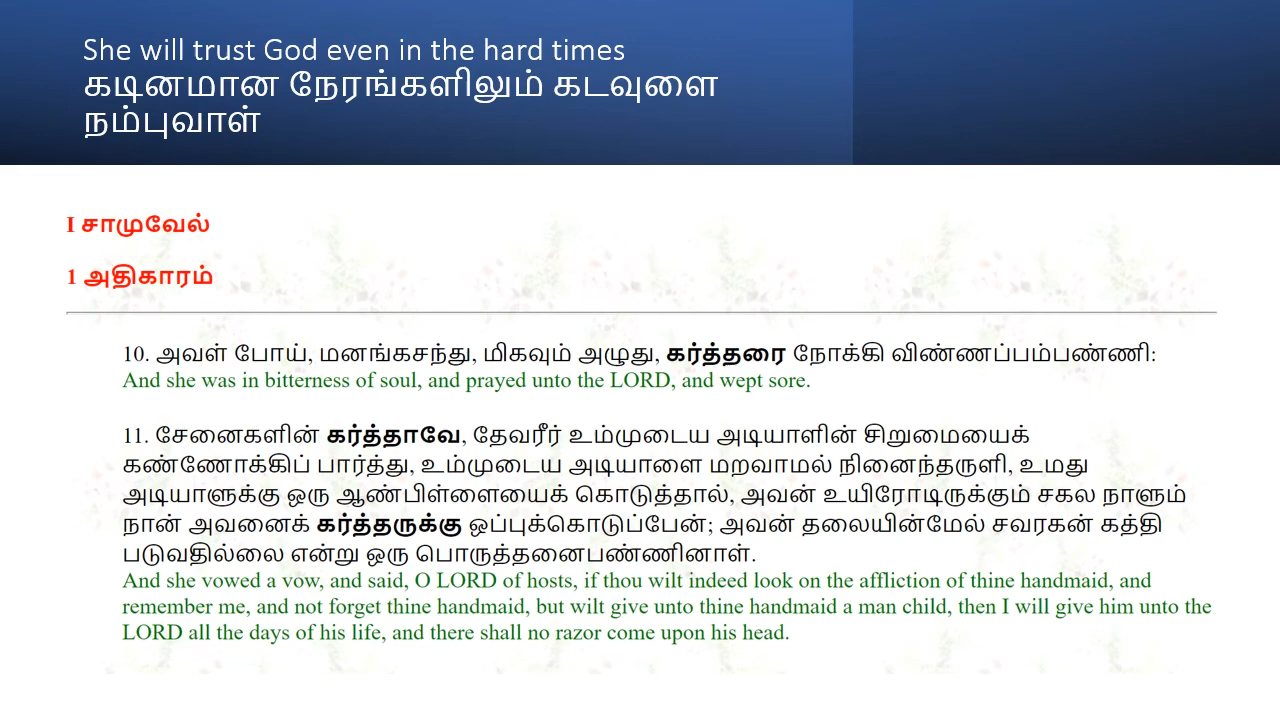 She will trust God even in the hard times
கடினமான நேரங்களிலும் கடவுளை
நம்புவாள்
I சாமுவேல்
1 அதிகாரம்
10. அவள் போய், மனங்கசந்து, மிகவும் அழுது, கர்த்தரை நோக்கி விண்ணப்பம்பண்ணி:
And she was in bitterness of soul, and prayed unto the LORD, and wept sore.
11. சேனைகளின் கர்த்தாவே, தேவரீர் உம்முடைய அடியாளின் சிறுமையைக்
கண்ணோக்கிப் பார்த்து, உம்முடைய அடியாளை மறவாமல் நினைந்தருளி, உமது
அடியாளுக்கு ஒரு ஆண்பிள்ளையைக் கொடுத்தால், அவன் உயிரோடிருக்கும் சகல நாளும்
நான் அவனைக் கர்த்தருக்கு ஒப்புக்கொடுப்பேன்; அவன் தலையின்மேல் சவரகன் கத்தி
படுவதில்லை என்று ஒரு பொருத்தனைபண்ணினாள்.
And she vowed a vow, and said, O LORD of hosts, if thou wilt indeed look on the affliction of thine handmaid, and
remember me, and not forget thine handmaid, but wilt give unto thine handmaid a man child, then I will give him unto the
LORD all the days of his life, and there shall no razor come upon his head.